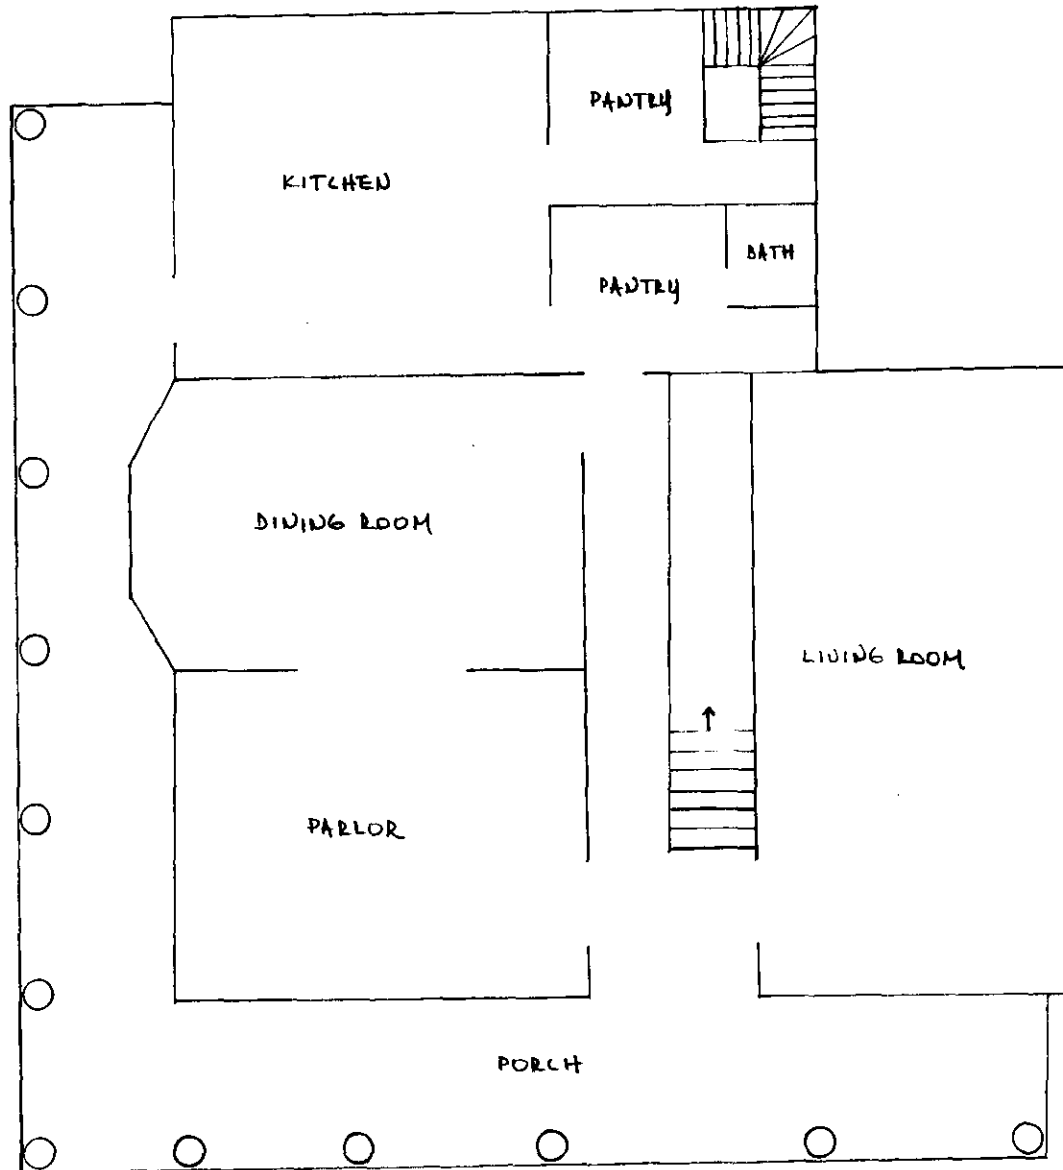 PANTRY
KITCHEN
BATH
PANTRY
DINING ROOM
LIVING ROOM
PARLOR
PORCH